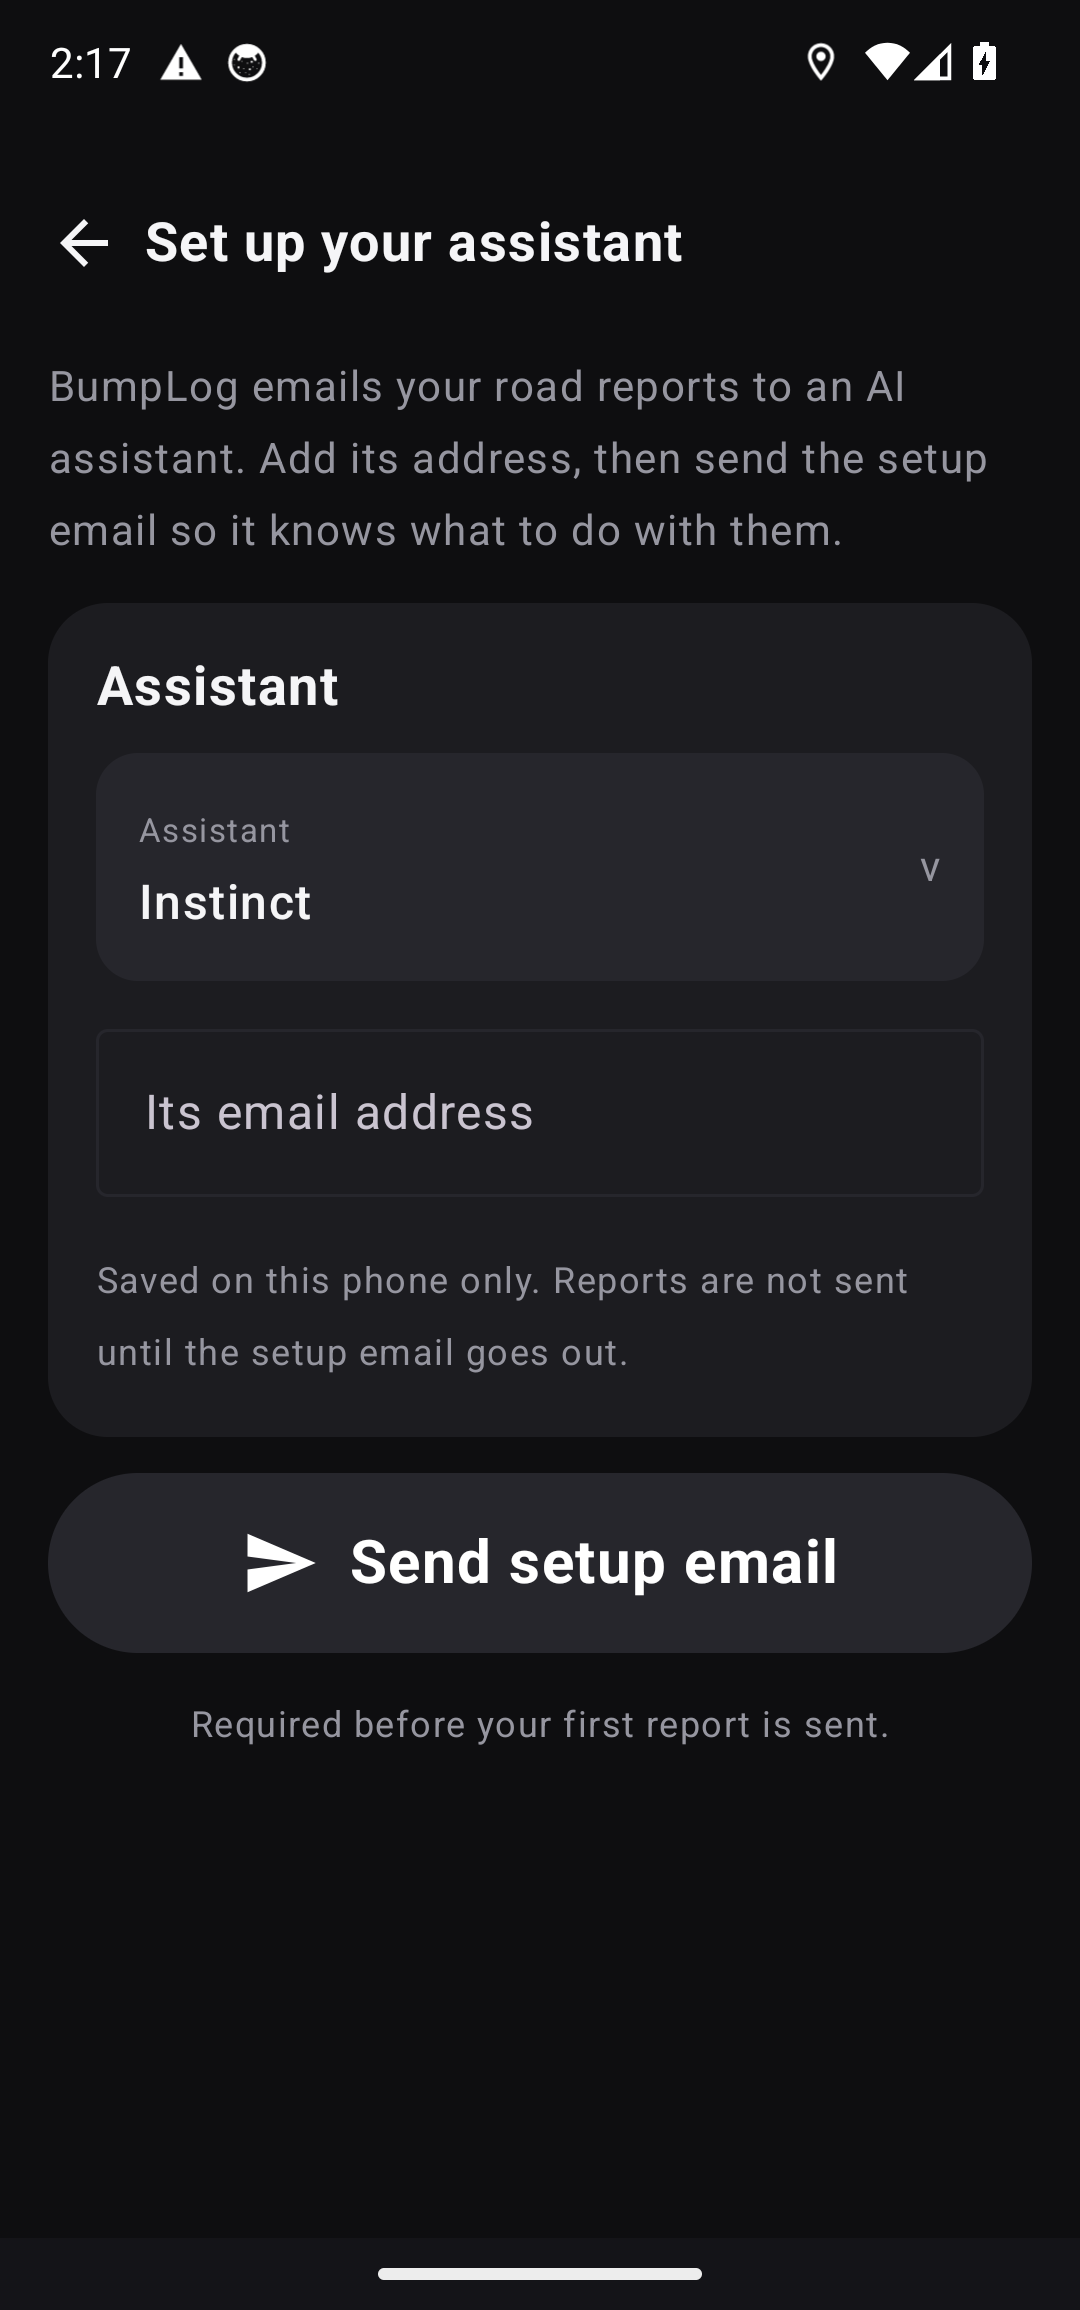 2:17
Set up your assistant
BumpLog emails your road reports to an AI
assistant. Add its address, then send the setup
email so it knows what to do with them.
Assistant
Assistant
Instinct
v
Its email address
Saved on this phone only. Reports are not sent
until the setup email goes out.
Send setup email
Required before your first report is sent.